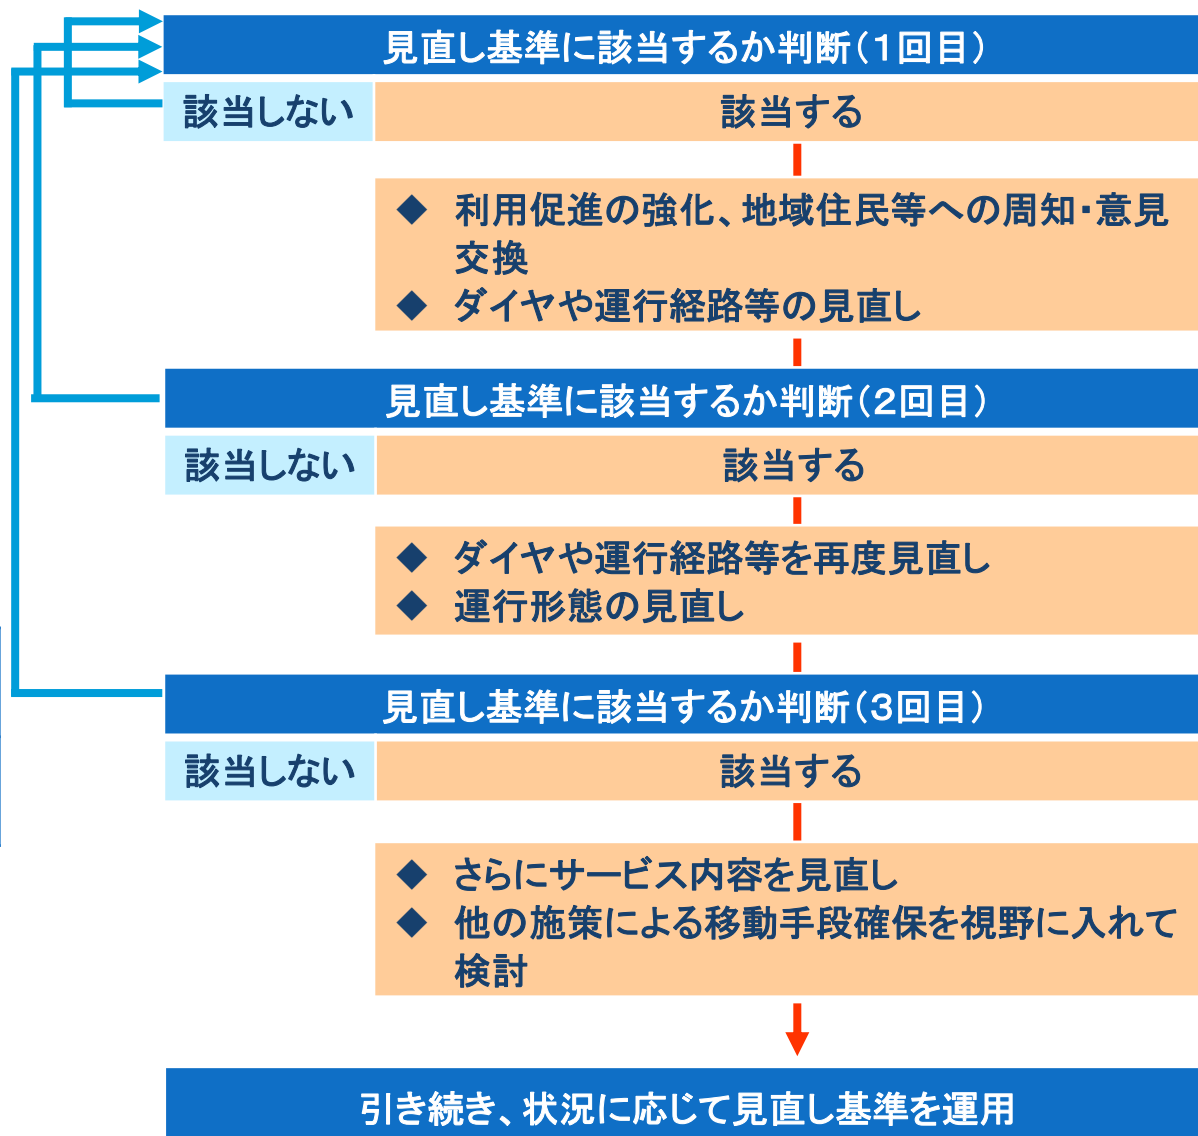 見直し基準に該当するか判断（１回目）
該当しない
該当する
◆ 利用促進の強化、地域住民等への周知・意見
交換
◆ ダイヤや運行経路等の見直し
見直し基準に該当するか判断（２回目）
該当しない
該当する
◆ ダイヤや運行経路等を再度見直し
◆ 運行形態の見直し
見直し基準に該当するか判断（３回目）
該当しない
該当する
◆ さらにサービス内容を見直し
◆ 他の施策による移動手段確保を視野に入れて
検討
引き続き、状況に応じて見直し基準を運用